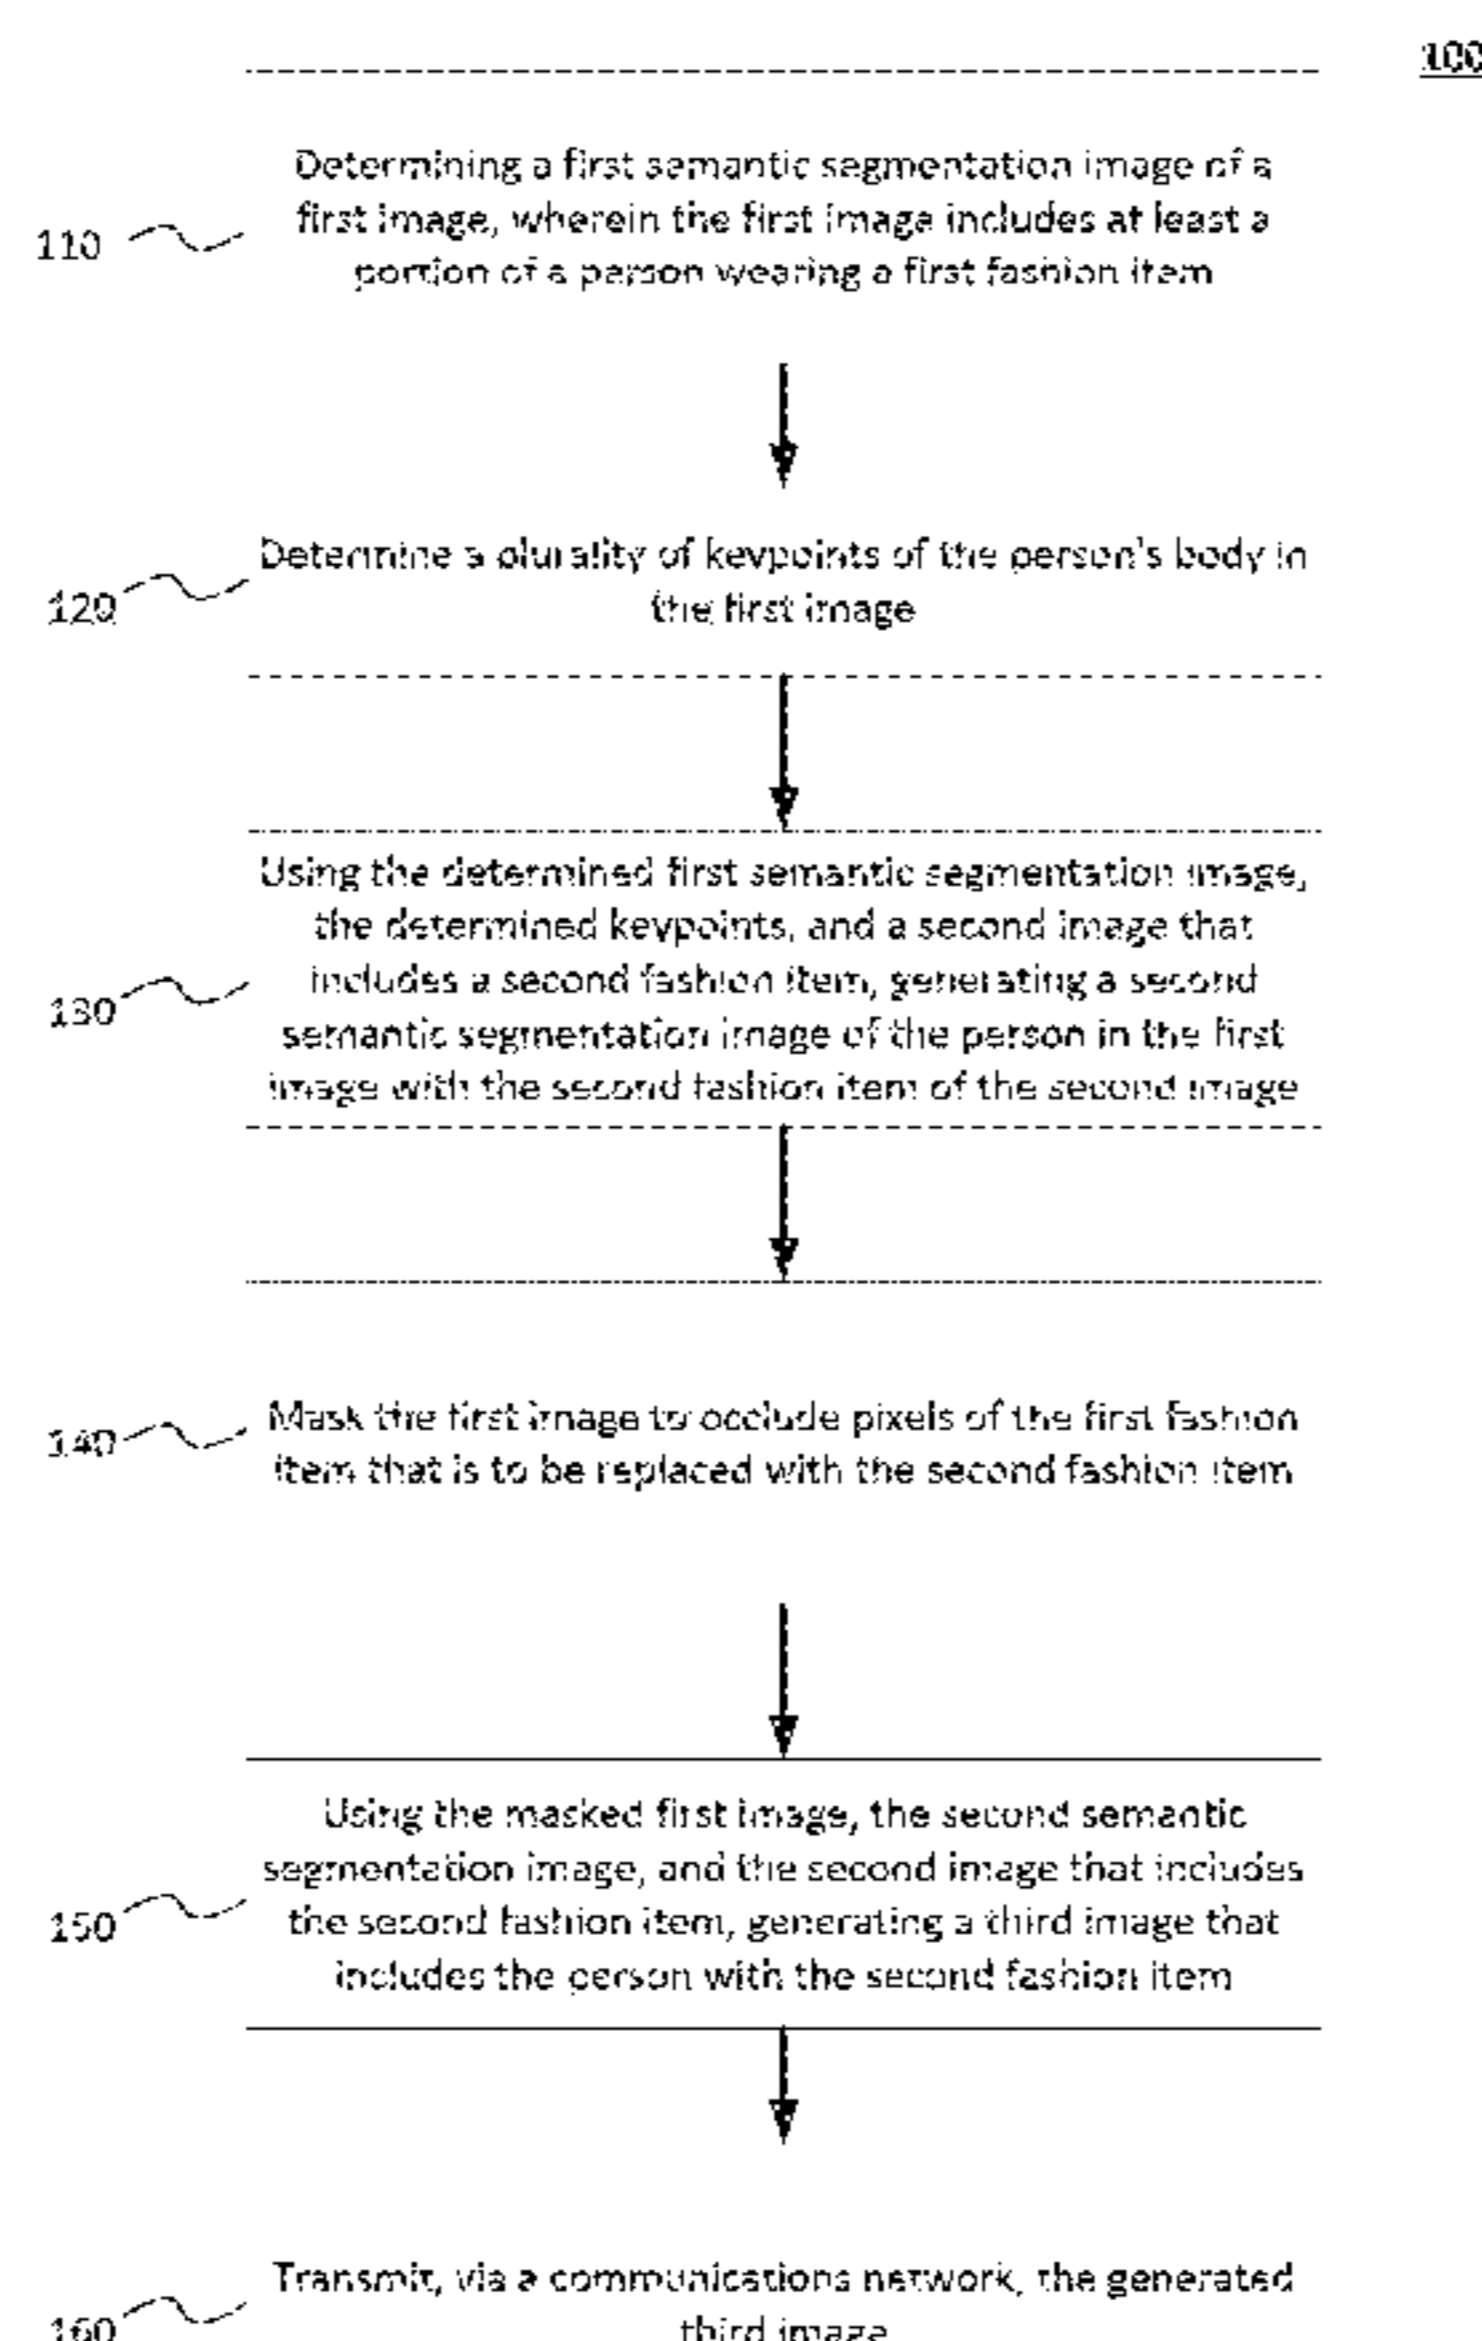 100
Determining a first semantic segmentation image of a
first image, wherein the first image includes at least a
portion of a person wearing a first fashion item
110
Determine a plurality of keypoints of the person's body in
the first image
120
Using the determined first semantic segmentation image,
the determined keypoints, and a second image that
includes a second fashion item, generating a second
semantic segmentation image of the person in the first
image with the second fashion item of the second image
130
Mask the first image to occlude pixels of the first fashion
item that is to be replaced with the second fashion item
140
Using the masked first image, the second semantic
segmentation image, and the second image that includes
the second fashion item, generating a third image that
includes the person with the second fashion item
150
Transmit, via a communications network, the generated
third image
160